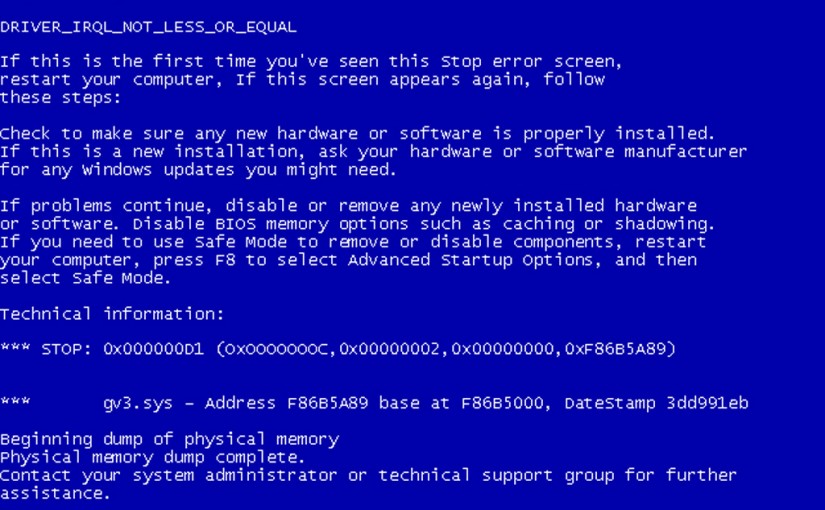 DRIVER_IRQL_NOT_LESS_OR_EQUAL
If this is the first time you've seen this Stop error screen,
restart your computer, If this screen appears again, follow
these steps:
Check to make sure any new hardware or software is properly installed.
If this is a new installation, ask your hardware or software manufacturer
for any Windows updates you might need.
If problems continue, disable or remove any newly installed hardware
or software. Disable BIOS memory options such as caching or shadowing.
If you need to use Safe Mode to remove or disable components, restart
your computer, press F8 to select Advanced Startup Options, and then
select Safe Mode.
Technical information:
*** STOP: 0x000000D1 (0x0000000C,0x00000002,0x00000000,0xF86B5A89)
*** gv3.sys – Address F86B5A89 base at F86B5000, DateStamp 3dd991eb
Beginning dump of physical memory
Physical memory dump complete.
Contact your system administrator or technical support group for further
assistance.